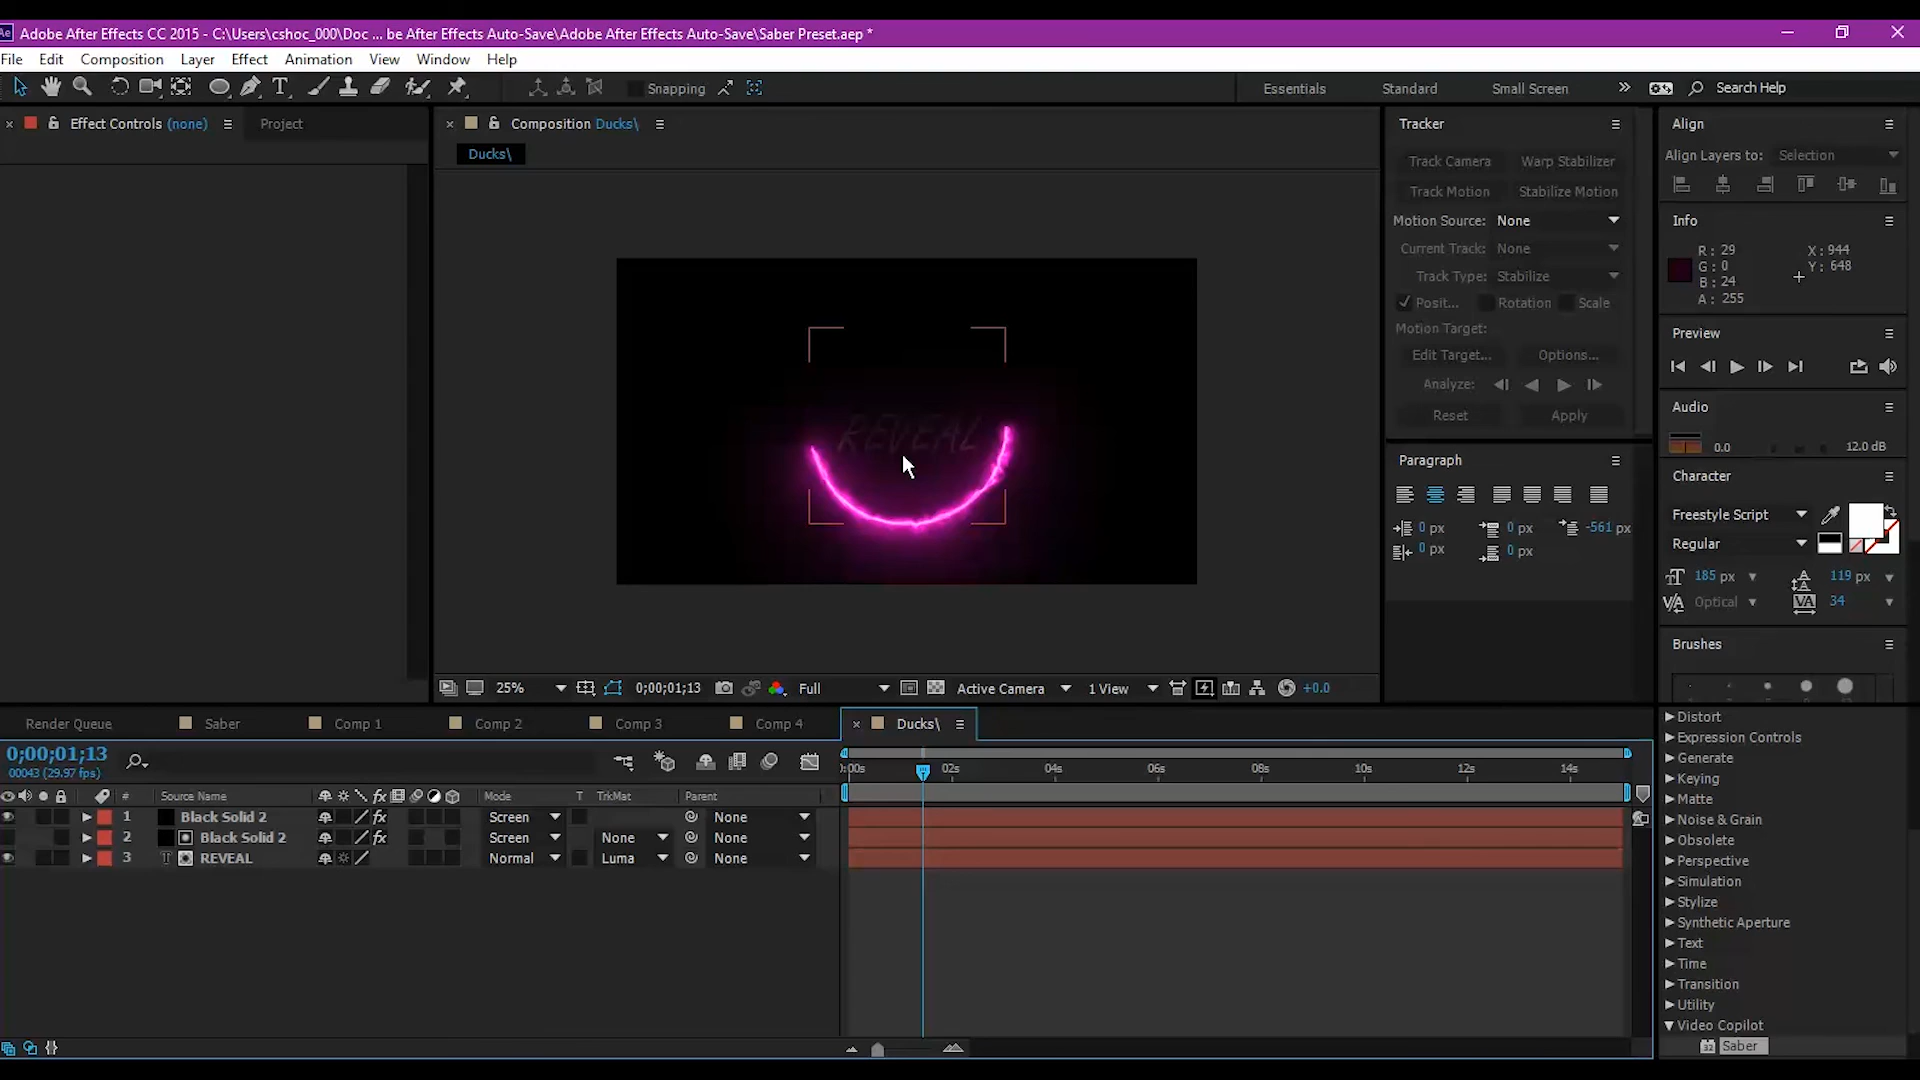 Adobe After Effects CC 2015 - C:\Users\cshoc_000\Doc ... be After Effects Auto-Save\Adobe After Effects Auto-Save\Saber Preset.aep *
File Edit Composition Layer Effect Animation View Window Help
Snapping Essentials Standard Small Screen Search Help
Effect Controls (none) Project
Composition Ducks\
Ducks\
REVEAL
25% 0;00;01;13 Full Active Camera 1 View +0.0
Tracker
Track Camera Warp Stabilizer
Track Motion Stabilize Motion
Motion Source: None
Current Track: None
Track Type: Stabilize
Posit... Rotation Scale
Motion Target:
Edit Target... Options...
Analyze:
Reset Apply
Paragraph
0 px 0 px -561 px
0 px 0 px
Align
Align Layers to: Selection
Info
R: 29 X: 944
G: 0 Y: 648
B: 24
A: 255
Preview
Audio
0.0 12.0 dB
Character
Freestyle Script
Regular
185 px 119 px
Optical 34
Brushes
Render Queue Saber Comp 1 Comp 2 Comp 3 Comp 4 Ducks\
0;00;01;13
00043 (29.97 fps)
:00s 02s 04s 06s 08s 10s 12s 14s
# Source Name fx Mode T TrkMat Parent
1 Black Solid 2 fx Screen None
2 Black Solid 2 fx Screen None None
3 T REVEAL Normal Luma None
Distort
Expression Controls
Generate
Keying
Matte
Noise & Grain
Obsolete
Perspective
Simulation
Stylize
Synthetic Aperture
Text
Time
Transition
Utility
Video Copilot
32 Saber